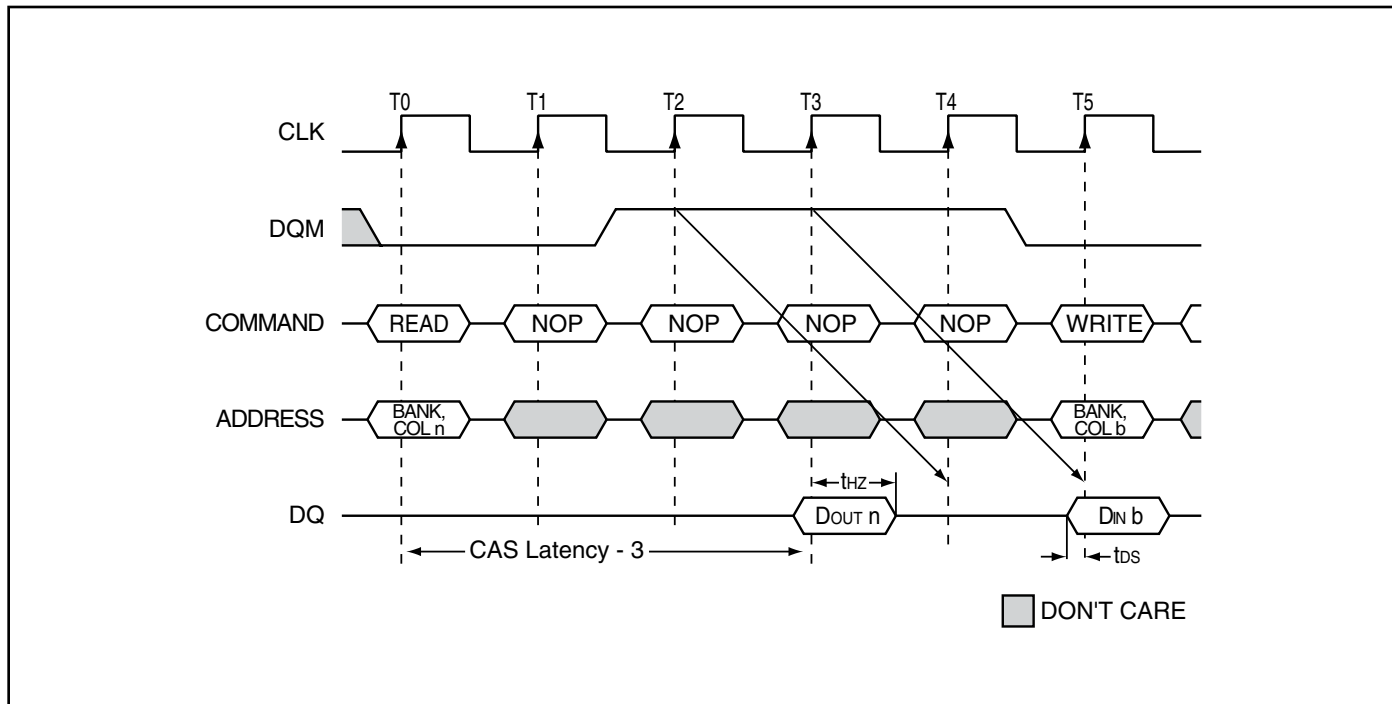 T0 T1 T2 T3 T4 T5
CLK
DQM
COMMAND READ NOP NOP NOP NOP WRITE
ADDRESS BANK, COL n BANK, COL b
tHZ
DQ DOUT n DIN b
CAS Latency - 3 tDS
DON'T CARE